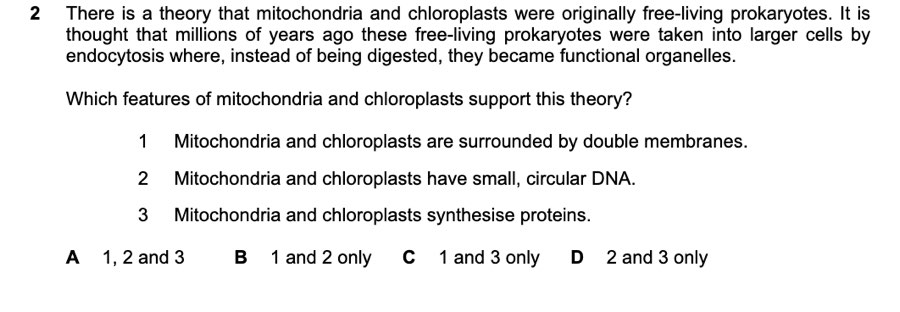 2 There is a theory that mitochondria and chloroplasts were originally free-living prokaryotes. It is
thought that millions of years ago these free-living prokaryotes were taken into larger cells by
endocytosis where, instead of being digested, they became functional organelles.
Which features of mitochondria and chloroplasts support this theory?
1 Mitochondria and chloroplasts are surrounded by double membranes.
2 Mitochondria and chloroplasts have small, circular DNA.
3 Mitochondria and chloroplasts synthesise proteins.
A 1, 2 and 3 B 1 and 2 only C 1 and 3 only D 2 and 3 only